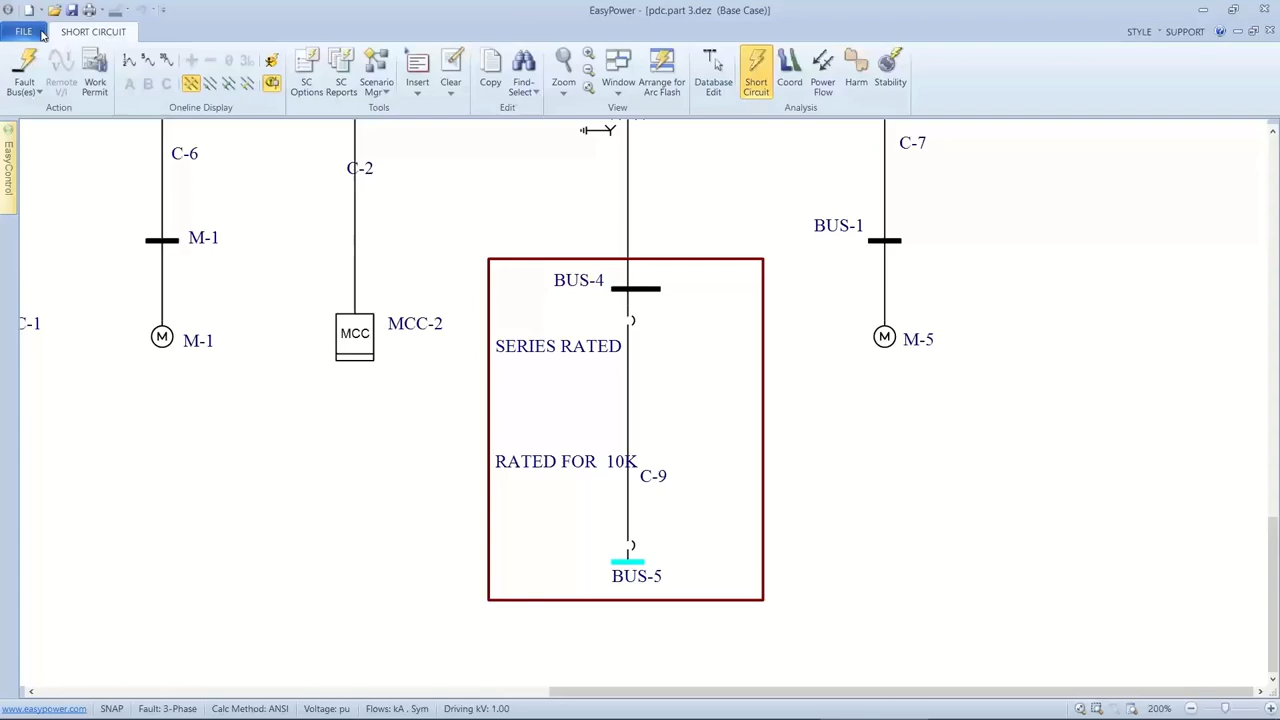 EasyPower - [pdc.part 3.dez (Base Case)]
FILE
SHORT CIRCUIT
STYLE
SUPPORT
Fault Bus(es)
Remote V/I
Work Permit
Action
A B C
3I₀
Oneline Display
SC Options
SC Reports
Scenario Mgr
Tools
Insert
Clear
Copy
Find-Select
Edit
Zoom
Window
Arrange for Arc Flash
View
Database Edit
Short Circuit
Coord
Power Flow
Harm
Stability
Analysis
EasyControl
C-6
C-2
C-7
M-1
BUS-1
BUS-4
C-1
M
M-1
MCC
MCC-2
SERIES RATED
M
M-5
RATED FOR 10K
C-9
BUS-5
www.easypower.com
SNAP
Fault: 3-Phase
Calc Method: ANSI
Voltage: pu
Flows: kA . Sym
Driving kV: 1.00
200%